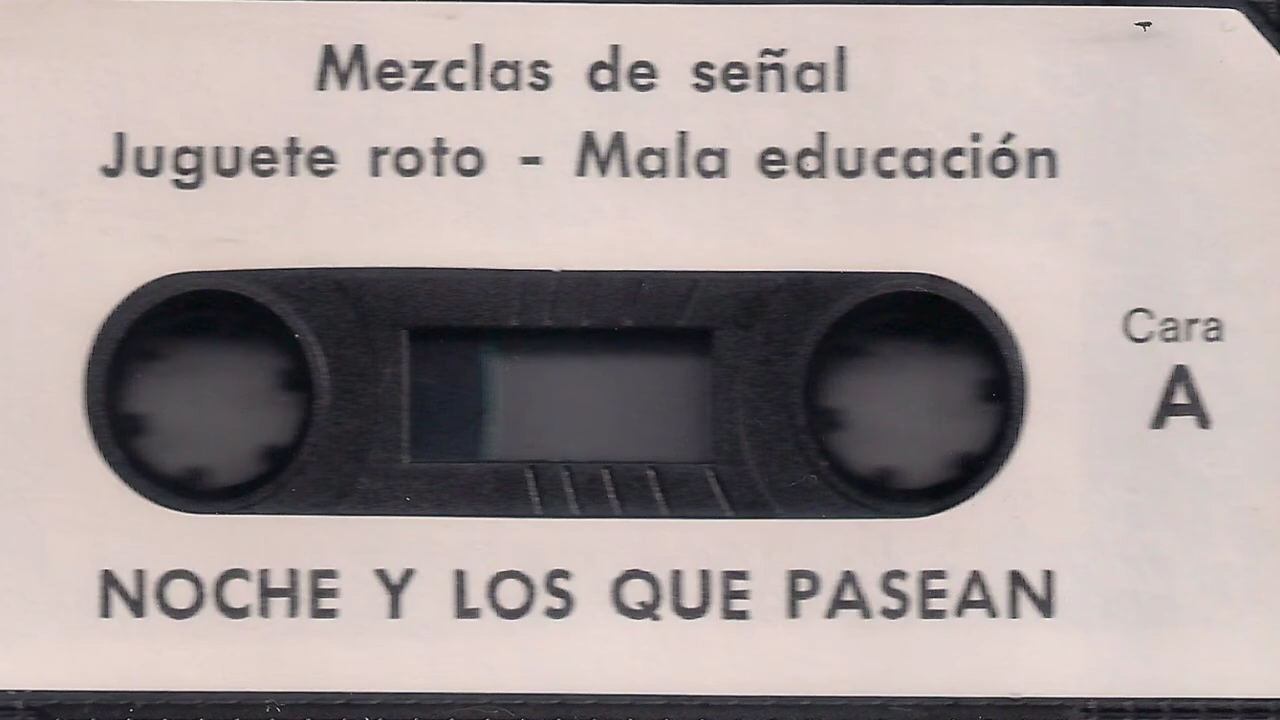 Mezclas de señal
Juguete roto - Mala educación
Cara
A
NOCHE Y LOS QUE PASEAN